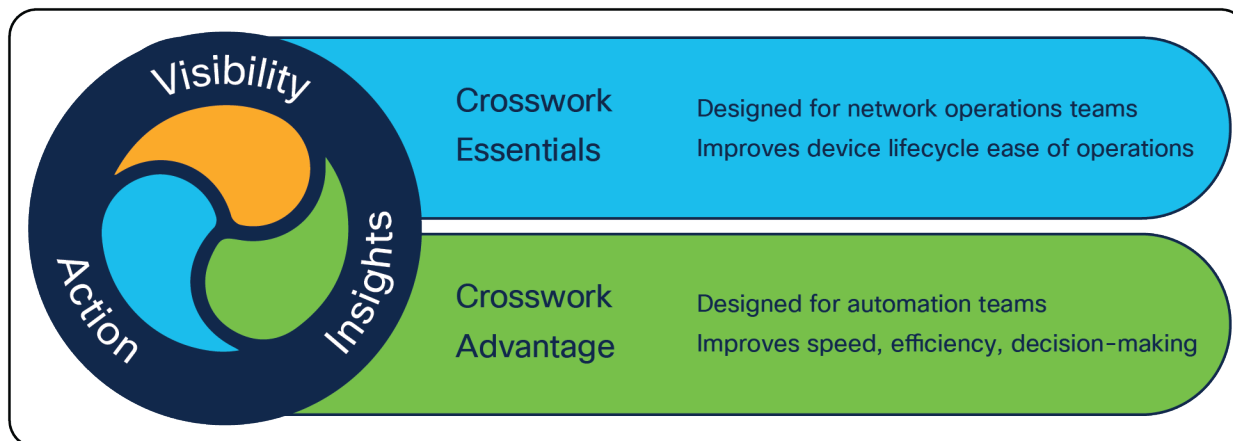 Visibility
Insights
Action
Crosswork
Essentials
Designed for network operations teams
Improves device lifecycle ease of operations
Crosswork
Advantage
Designed for automation teams
Improves speed, efficiency, decision-making